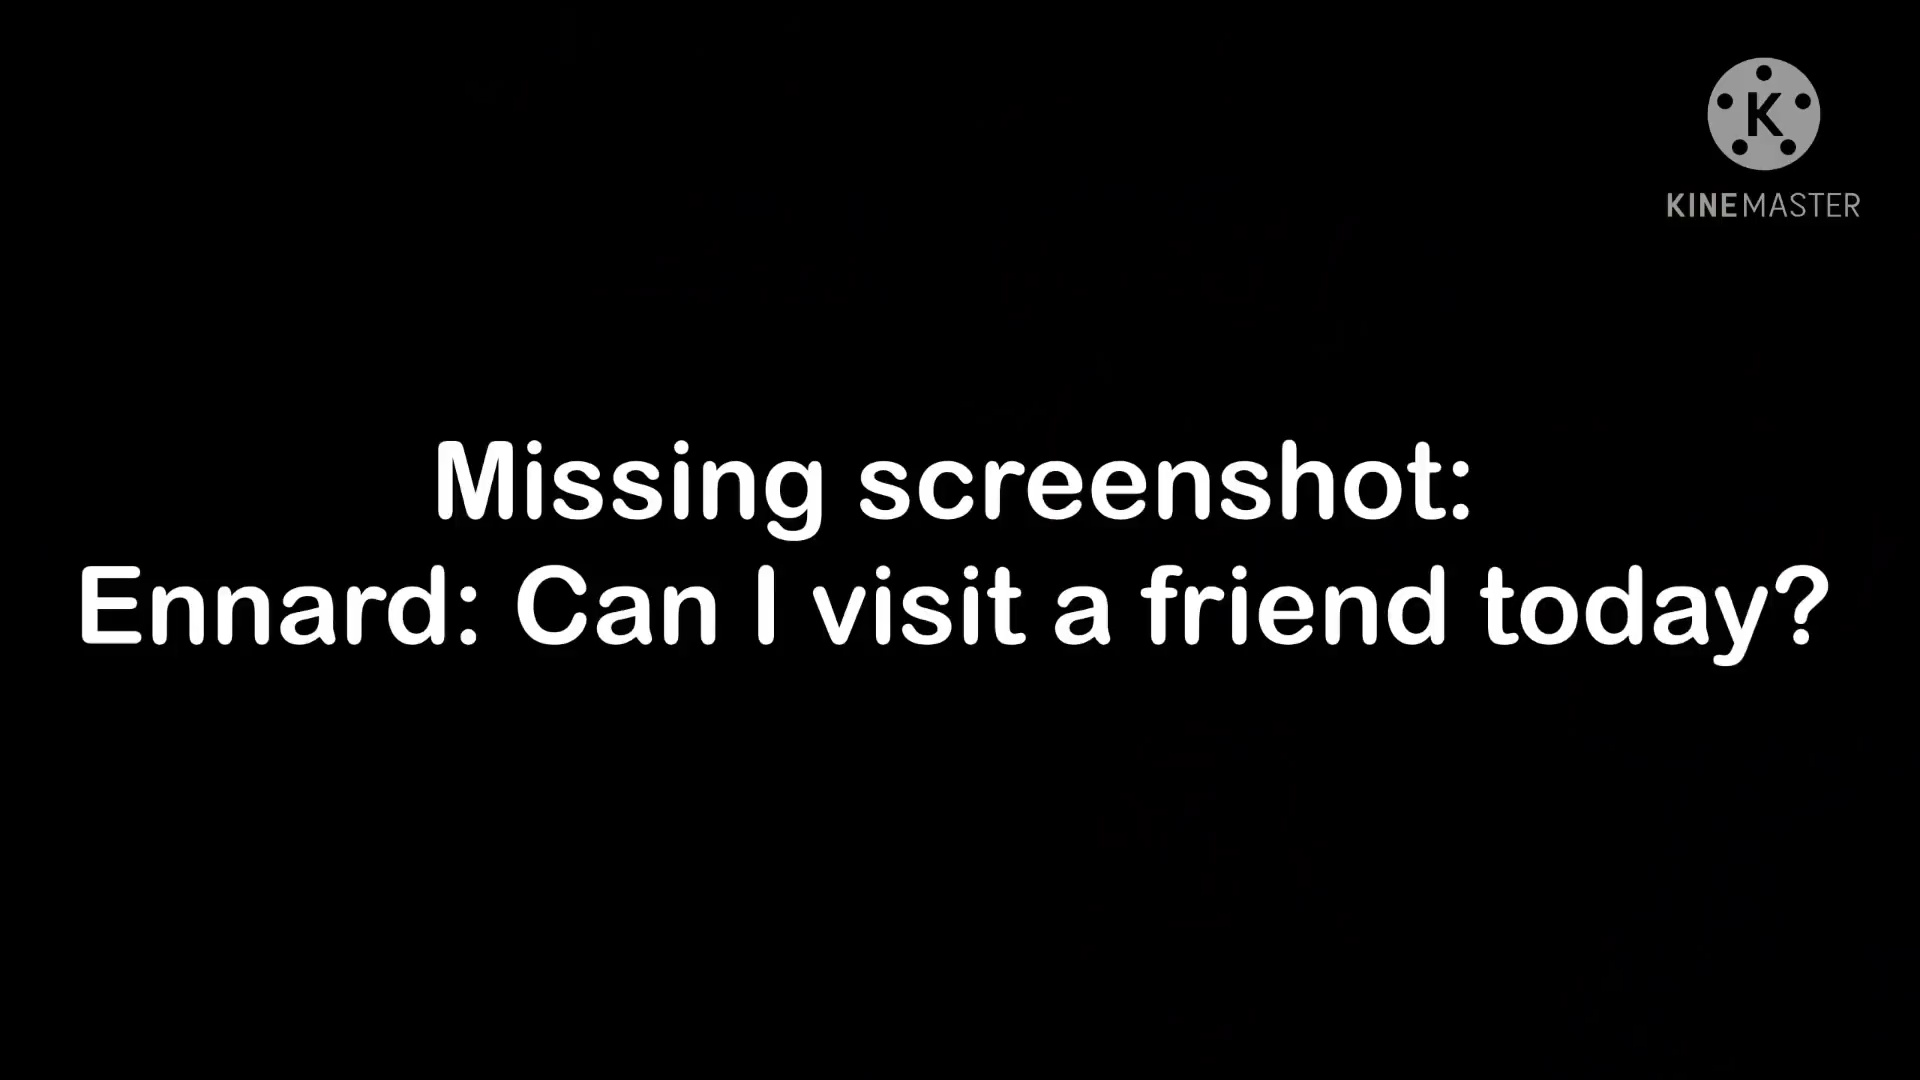 K
KINEMASTER
Missing screenshot:
Ennard: Can I visit a friend today?